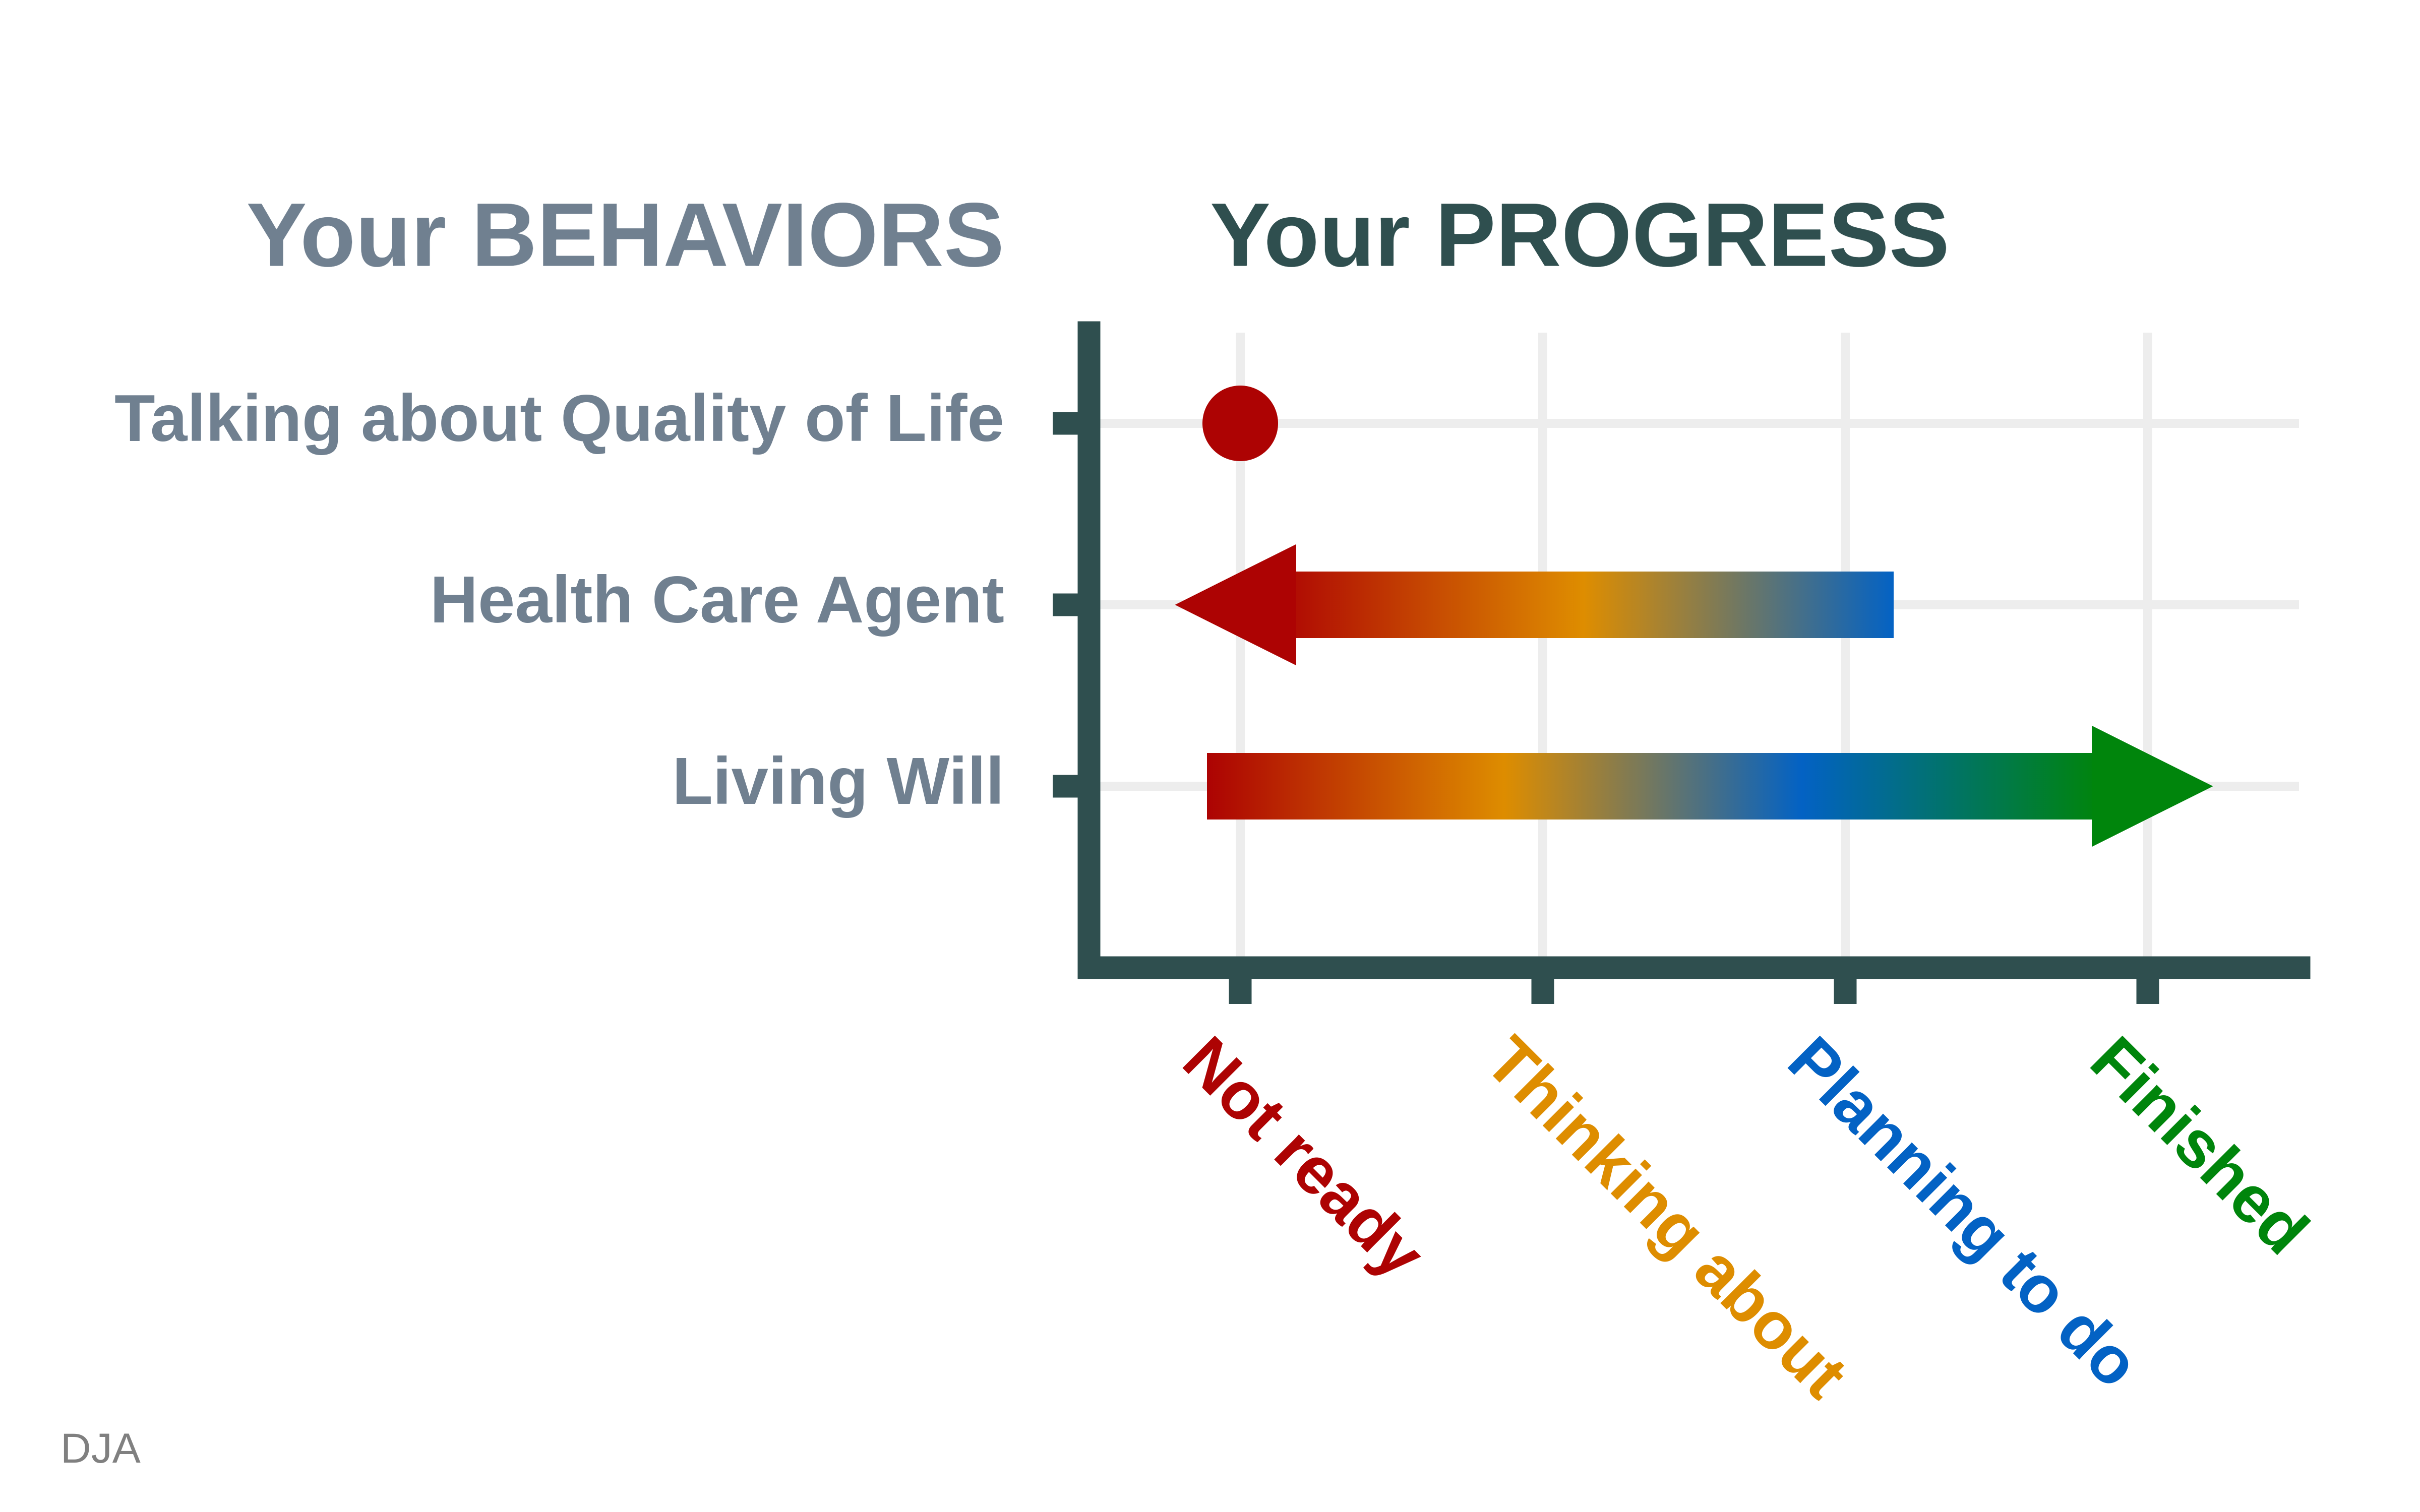 Your BEHAVIORS
Your PROGRESS
Talking about Quality of Life
Health Care Agent
Living Will
Not ready
Thinking about
Planning to do
Finished
DJA